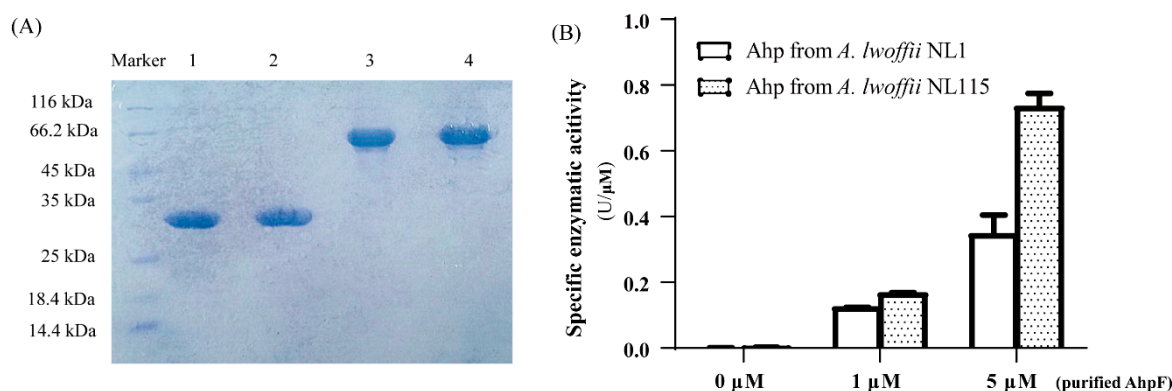 (A)
Marker 1 2 3 4
116 kDa
66.2 kDa
45 kDa
35 kDa
25 kDa
18.4 kDa
14.4 kDa
(B)
Ahp from A. lwoffii NL1
Ahp from A. lwoffii NL115
Specific enzymatic acitivity
(U/µM)
1.0
0.8
0.6
0.4
0.2
0.0
0 µM 1 µM 5 µM (purified AhpF)